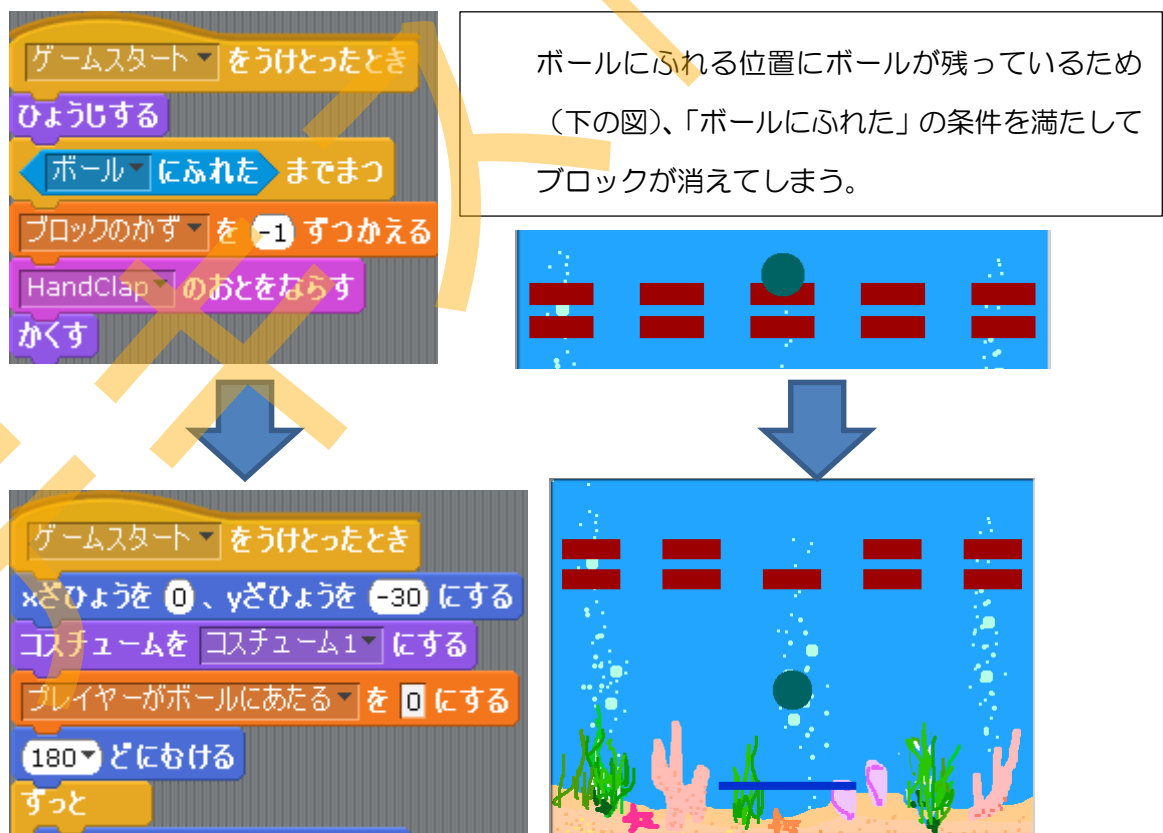 ゲームスタート をうけとったとき
ひょうじする
ボール にふれた までまつ
ブロックのかず を -1 ずつかえる
HandClap のおとをならす
かくす
ボールにふれる位置にボールが残っているため
（下の図）、「ボールにふれた」の条件を満たして
ブロックが消えてしまう。
ゲームスタート をうけとったとき
xざひょうを 0 、yざひょうを -30 にする
コスチュームを コスチューム1 にする
プレイヤーがボールにあたる を 0 にする
180 どにむける
ずっと